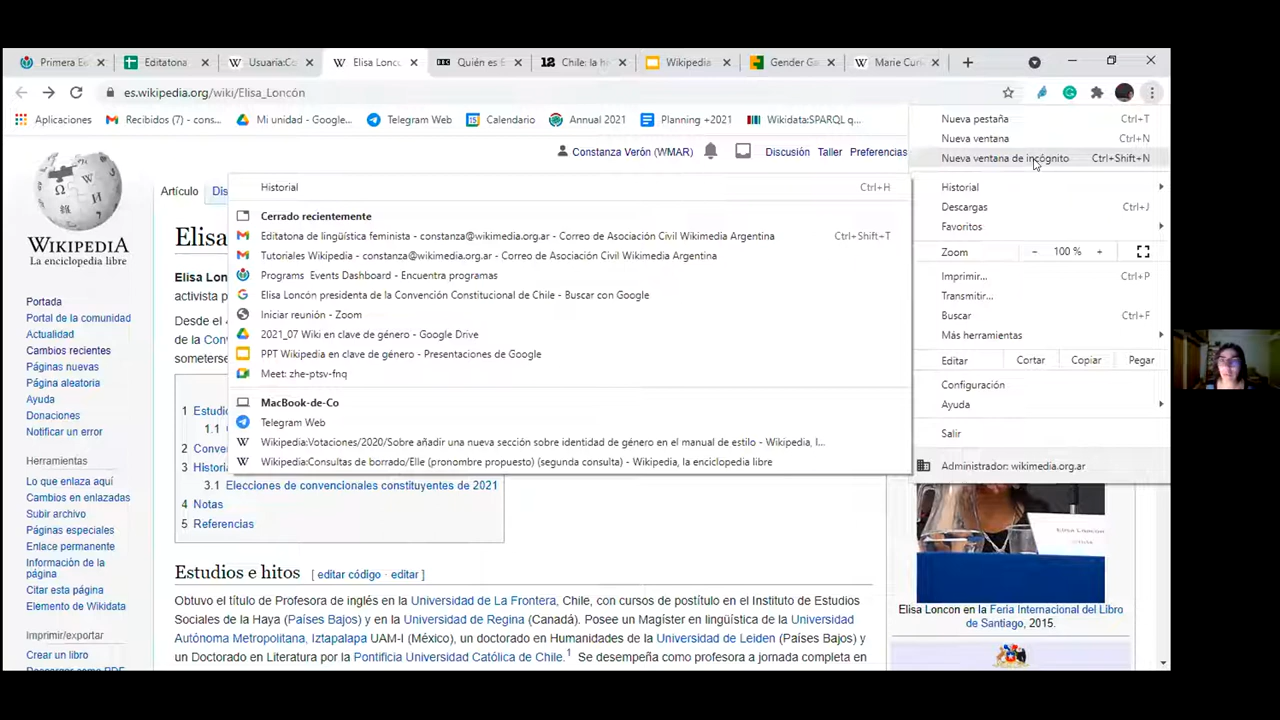 Primera Ec
Editatona
Usuaria:Co
Elisa Lonc
Quién es E
Chile: la h
Wikipedia
Gender Ga
Marie Curi
es.wikipedia.org/wiki/Elisa_Loncón
Aplicaciones
Recibidos (7) - cons...
Mi unidad - Google...
Telegram Web
Calendario
Annual 2021
Planning +2021
Wikidata:SPARQL q...
Nueva pestaña Ctrl+T
Nueva ventana Ctrl+N
Nueva ventana de incógnito Ctrl+Shift+N
Historial
Descargas Ctrl+J
Favoritos
Zoom - 100 % +
Imprimir... Ctrl+P
Transmitir...
Buscar Ctrl+F
Más herramientas
Editar Cortar Copiar Pegar
Configuración
Ayuda
Salir
Administrador: wikimedia.org.ar
Constanza Verón (WMAR) Discusión Taller Preferencias
Historial Ctrl+H
Cerrado recientemente
Editatona de lingüística feminista - constanza@wikimedia.org.ar - Correo de Asociación Civil Wikimedia Argentina Ctrl+Shift+T
Tutoriales Wikipedia - constanza@wikimedia.org.ar - Correo de Asociación Civil Wikimedia Argentina
Programs Events Dashboard - Encuentra programas
Elisa Loncón presidenta de la Convención Constitucional de Chile - Buscar con Google
Iniciar reunión - Zoom
2021_07 Wiki en clave de género - Google Drive
PPT Wikipedia en clave de género - Presentaciones de Google
Meet: zhe-ptsv-fnq
MacBook-de-Co
Telegram Web
Wikipedia:Votaciones/2020/Sobre añadir una nueva sección sobre identidad de género en el manual de estilo - Wikipedia, l...
Wikipedia:Consultas de borrado/Elle (pronombre propuesto) (segunda consulta) - Wikipedia, la enciclopedia libre
WIKIPEDIA
La enciclopedia libre
Portada
Portal de la comunidad
Actualidad
Cambios recientes
Páginas nuevas
Página aleatoria
Ayuda
Donaciones
Notificar un error
Herramientas
Lo que enlaza aquí
Cambios en enlazadas
Subir archivo
Páginas especiales
Enlace permanente
Información de la
página
Citar esta página
Elemento de Wikidata
Imprimir/exportar
Crear un libro
Descargar como PDF
Artículo Dis
Elisa
Elisa Lon
activista p
Desde el 4
de la Conv
someterse
1 Estudio
1.1
2 Conve
3 Historia
3.1 Elecciones de convencionales constituyentes de 2021
4 Notas
5 Referencias
Estudios e hitos [ editar código · editar ]
Obtuvo el título de Profesora de inglés en la Universidad de La Frontera, Chile, con cursos de postítulo en el Instituto de Estudios
Sociales de la Haya (Países Bajos) y en la Universidad de Regina (Canadá). Posee un Magíster en lingüística de la Universidad
Autónoma Metropolitana, Iztapalapa UAM-I (México), un doctorado en Humanidades de la Universidad de Leiden (Países Bajos) y
un Doctorado en Literatura por la Pontificia Universidad Católica de Chile.1 Se desempeña como profesora a jornada completa en
Elisa Loncon en la Feria Internacional del Libro
de Santiago, 2015.